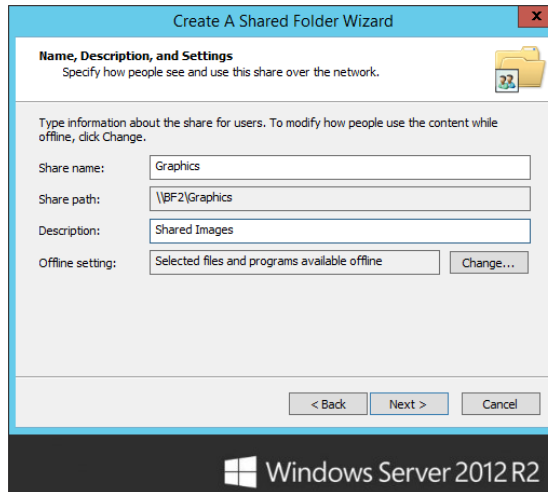 Create A Shared Folder Wizard
x
Name, Description, and Settings
Specify how people see and use this share over the network.
Type information about the share for users. To modify how people use the content while
offline, click Change.
Share name: Graphics
Share path: \\BF2\Graphics
Description: Shared Images
Offline setting: Selected files and programs available offline Change...
< Back Next > Cancel
Windows Server 2012 R2